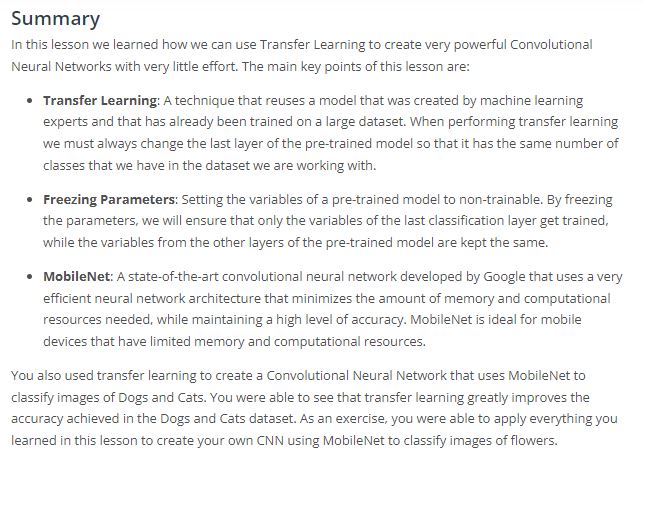 Summary
In this lesson we learned how we can use Transfer Learning to create very powerful Convolutional
Neural Networks with very little effort. The main key points of this lesson are:
• Transfer Learning: A technique that reuses a model that was created by machine learning
experts and that has already been trained on a large dataset. When performing transfer learning
we must always change the last layer of the pre-trained model so that it has the same number of
classes that we have in the dataset we are working with.
• Freezing Parameters: Setting the variables of a pre-trained model to non-trainable. By freezing
the parameters, we will ensure that only the variables of the last classification layer get trained,
while the variables from the other layers of the pre-trained model are kept the same.
• MobileNet: A state-of-the-art convolutional neural network developed by Google that uses a very
efficient neural network architecture that minimizes the amount of memory and computational
resources needed, while maintaining a high level of accuracy. MobileNet is ideal for mobile
devices that have limited memory and computational resources.
You also used transfer learning to create a Convolutional Neural Network that uses MobileNet to
classify images of Dogs and Cats. You were able to see that transfer learning greatly improves the
accuracy achieved in the Dogs and Cats dataset. As an exercise, you were able to apply everything you
learned in this lesson to create your own CNN using MobileNet to classify images of flowers.